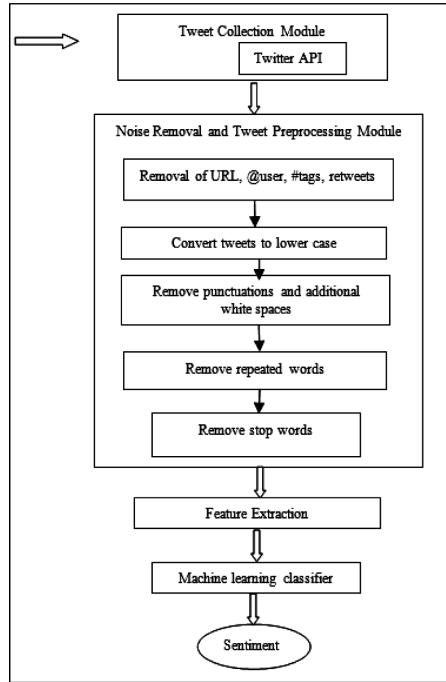 Tweet Collection Module
Twitter API
Noise Removal and Tweet Preprocessing Module
Removal of URL, @user, #tags, retweets
Convert tweets to lower case
Remove punctuations and additional
white spaces
Remove repeated words
Remove stop words
Feature Extraction
Machine learning classifier
Sentiment